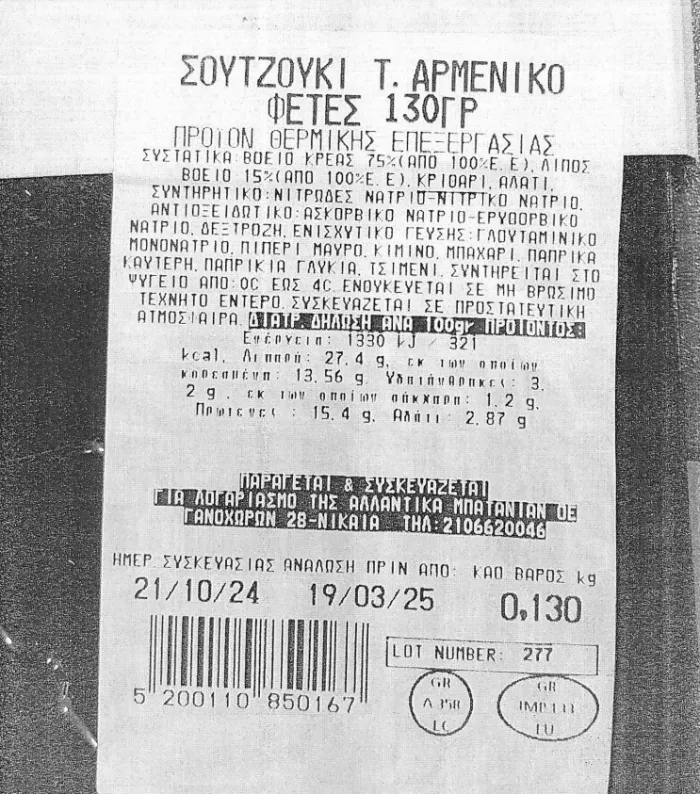 ΣΟΥΤΖΟΥΚΙ Τ. ΑΡΜΕΝΙΚΟ
ΦΕΤΕΣ 130ΓΡ
ΠΡΟΙΟΝ ΘΕΡΜΙΚΗΣ ΕΠΕΞΕΡΓΑΣΙΑΣ
ΣΥΣΤΑΤΙΚΑ: ΒΟΕΙΟ ΚΡΕΑΣ 75%(ΑΠΟ 100%Ε. Ε), ΛΙΠΟΣ
ΒΟΕΙΟ 15%(ΑΠΟ 100%Ε. Ε), ΚΡΙΘΑΡΙ, ΑΛΑΤΙ,
ΣΥΝΤΗΡΗΤΙΚΟ: ΝΙΤΡΩΔΕΣ ΝΑΤΡΙΟ-ΝΙΤΡΙΚΟ ΝΑΤΡΙΟ,
ΑΝΤΙΟΞΕΙΔΩΤΙΚΟ: ΑΣΚΟΡΒΙΚΟ ΝΑΤΡΙΟ-ΕΡΥΘΟΡΒΙΚΟ
ΝΑΤΡΙΟ, ΔΕΞΤΡΟΖΗ, ΕΝΙΣΧΥΤΙΚΟ ΓΕΥΣΗΣ: ΓΛΟΥΤΑΜΙΝΙΚΟ
ΜΟΝΟΝΑΤΡΙΟ, ΠΙΠΕΡΙ ΜΑΥΡΟ, ΚΙΜΙΝΟ, ΜΠΑΧΑΡΙ, ΠΑΠΡΙΚΑ
ΚΑΥΤΕΡΗ, ΠΑΠΡΙΚΙΑ ΓΛΥΚΙΑ, ΤΣΙΜΕΝΙ, ΣΥΝΤΗΡΕΙΤΑΙ ΣΤΟ
ΨΥΓΕΙΟ ΑΠΟ: 0C ΕΩΣ 4C, ΕΝΘΥΚΕΥΕΤΑΙ ΣΕ ΜΗ ΒΡΩΣΙΜΟ
ΤΕΧΝΗΤΟ ΕΝΤΕΡΟ, ΣΥΣΚΕΥΑΖΕΤΑΙ ΣΕ ΠΡΟΣΤΑΤΕΥΤΙΚΗ
ΑΤΜΟΣΦΑΙΡΑ, ΔΙΑΤΡ. ΔΗΛΩΣΗ ΑΝΑ 100gr ΠΡΟΙΟΝΤΟΣ:
Ενέργεια: 1330 kJ / 321
kcal, Λιπαρά: 27.4 g, εκ των οποίων
κορεσμένα: 13.56 g, Υδατάνθρακες: 3.
2 g, εκ των οποίων σάκχαρα: 1.2 g,
Πρωτεΐνες : 15.4 g, Αλάτι: 2.87 g
ΠΑΡΑΓΕΤΑΙ & ΣΥΣΚΕΥΑΖΕΤΑΙ
ΓΙΑ ΛΟΓΑΡΙΑΣΜΟ ΤΗΣ ΑΛΛΑΝΤΙΚΑ ΜΠΑΤΑΝΙΑΝ ΟΕ
ΓΑΝΟΧΩΡΩΝ 28-ΝΙΚΑΙΑ ΤΗΛ: 2106620046
ΗΜΕΡ. ΣΥΣΚΕΥΑΣΙΑΣ ΑΝΑΛΩΣΗ ΠΡΙΝ ΑΠΟ: ΚΑΘ ΒΑΡΟΣ kg
21/10/24 19/03/25 0,130
LOT NUMBER: 277
5 200110 850167
GR
GR
EU